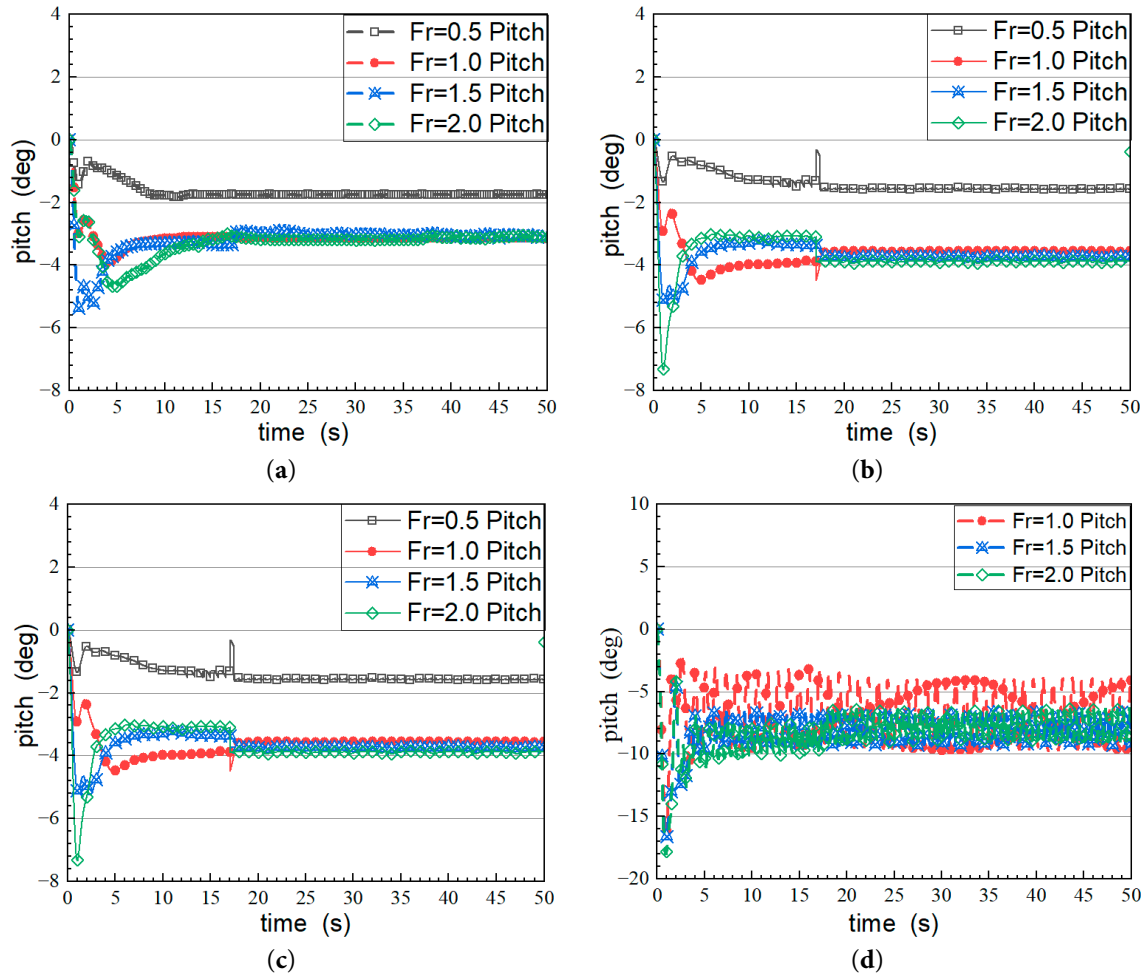 4
2
0
−2
−4
−6
−8
pitch (deg)
Fr=0.5 Pitch
Fr=1.0 Pitch
Fr=1.5 Pitch
Fr=2.0 Pitch
0 5 10 15 20 25 30 35 40 45 50
time (s)
(a)
4
2
0
−2
−4
−6
−8
pitch (deg)
Fr=0.5 Pitch
Fr=1.0 Pitch
Fr=1.5 Pitch
Fr=2.0 Pitch
0 5 10 15 20 25 30 35 40 45 50
time (s)
(b)
4
2
0
−2
−4
−6
−8
pitch (deg)
Fr=0.5 Pitch
Fr=1.0 Pitch
Fr=1.5 Pitch
Fr=2.0 Pitch
0 5 10 15 20 25 30 35 40 45 50
time (s)
(c)
10
5
0
−5
−10
−15
−20
pitch (deg)
Fr=1.0 Pitch
Fr=1.5 Pitch
Fr=2.0 Pitch
0 5 10 15 20 25 30 35 40 45 50
time (s)
(d)